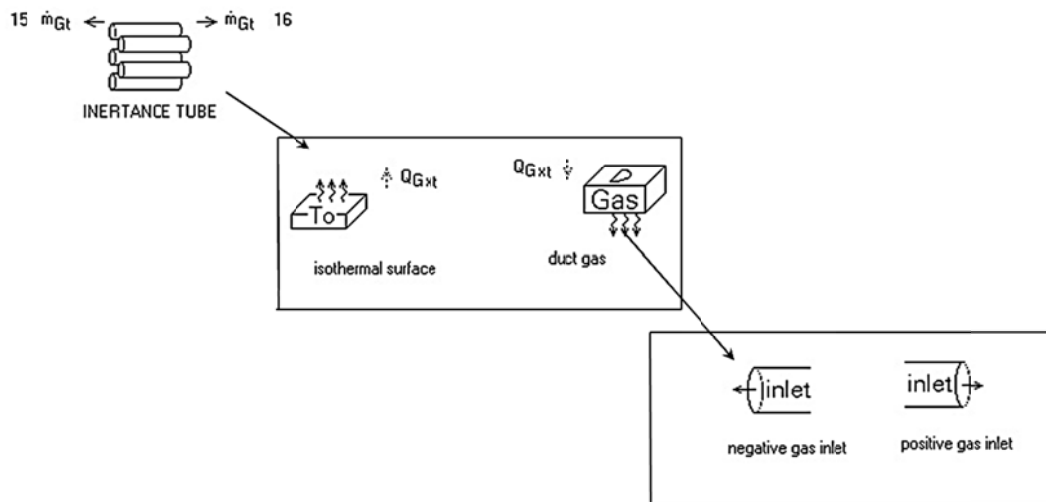 15 ṁGt ← → ṁGt 16
INERTANCE TUBE
QGxt QGxt
To Gas
isothermal surface duct gas
inlet inlet
negative gas inlet positive gas inlet